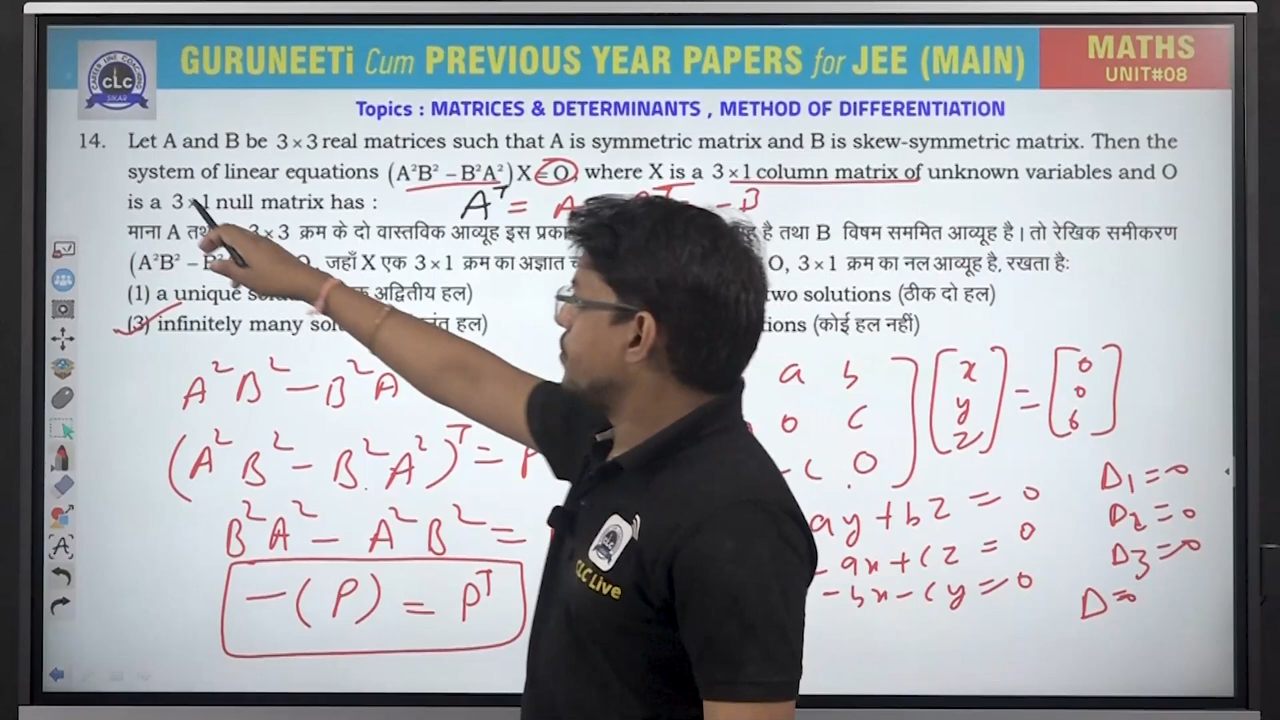 GURUNEETi Cum PREVIOUS YEAR PAPERS for JEE (MAIN)
MATHS
UNIT#08
CLC
SIKAR
Topics : MATRICES & DETERMINANTS , METHOD OF DIFFERENTIATION
14. Let A and B be 3×3 real matrices such that A is symmetric matrix and B is skew-symmetric matrix. Then the
system of linear equations (A²B² – B²A²) X = O, where X is a 3×1 column matrix of unknown variables and O
is a 3×1 null matrix has :
Aᵀ = A – B
माना A 3×3 क्रम के दो वास्तविक आव्यूह इस है तथा B विषम सममित आव्यूह है। तो रेखिक समीकरण
(A²B² – O, जहाँ X एक 3×1 क्रम का अज्ञात O, 3×1 क्रम का नल आव्यूह है, रखता है:
(1) a unique अद्वितीय हल) two solutions (ठीक दो हल)
(3) infinitely many हल) (कोई हल नहीं)
A²B² – B²A
(A²B² – B²A²)ᵀ = P
B²A² – A²B² =
–(P) = Pᵀ
a b x 0
0 c y = 0
-c 0 z 0
ay + bz = 0
-ax + cz = 0
-bx - cy = 0
D₁ = 0
D₂ = 0
D₃ = 0
D = 0
CLC Live